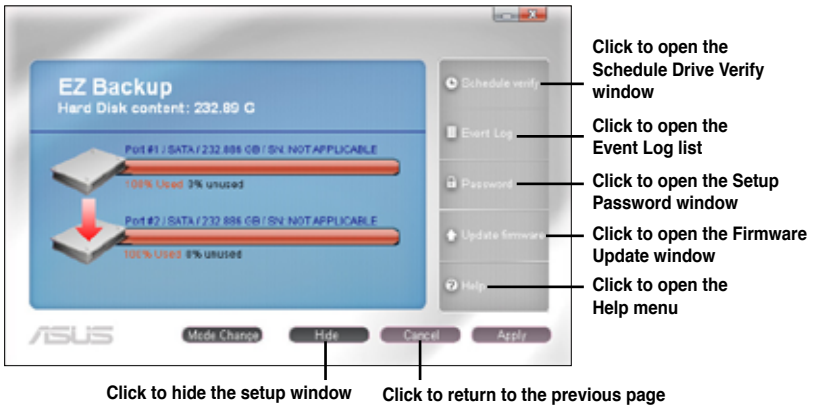 EZ Backup
Hard Disk content: 232.89 G
Port #1 / SATA / 232.886 GB / SN: NOT APPLICABLE
100% Used 0% unused
Port #2 / SATA / 232.886 GB / SN: NOT APPLICABLE
100% Used 0% unused
Schedule verify
Event Log
Password
Update firmware
Help
ASUS
Mode Change
Hide
Cancel
Apply
Click to open the
Schedule Drive Verify
window
Click to open the
Event Log list
Click to open the Setup
Password window
Click to open the Firmware
Update window
Click to open the
Help menu
Click to hide the setup window
Click to return to the previous page